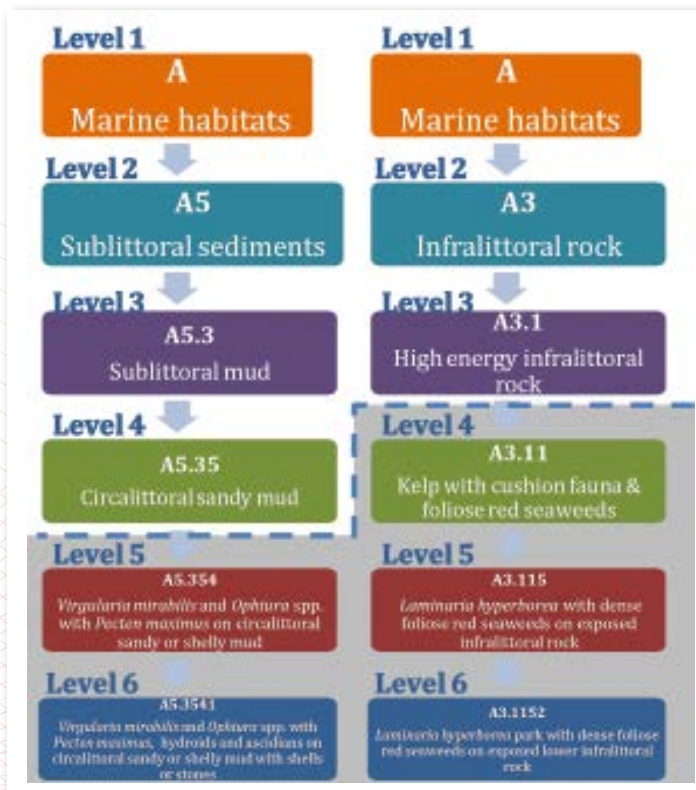 Level 1
A
Marine habitats
Level 2
A5
Sublittoral sediments
Level 3
A5.3
Sublittoral mud
Level 4
A5.35
Circalittoral sandy mud
Level 5
A5.354
Virgularia mirabilis and Ophiura spp.
with Pecten maximus on circalittoral
sandy or shelly mud
Level 6
A5.3541
Virgularia mirabilis and Ophiura spp. with
Pecten maximus, hydroids and ascidians on
circalittoral sandy or shelly mud with shells
or stones
Level 1
A
Marine habitats
Level 2
A3
Infralittoral rock
Level 3
A3.1
High energy infralittoral
rock
Level 4
A3.11
Kelp with cushion fauna &
foliose red seaweeds
Level 5
A3.115
Laminaria hyperborea with dense
foliose red seaweeds on exposed
infralittoral rock
Level 6
A3.1152
Laminaria hyperborea park with dense foliose
red seaweeds on exposed lower infralittoral
rock